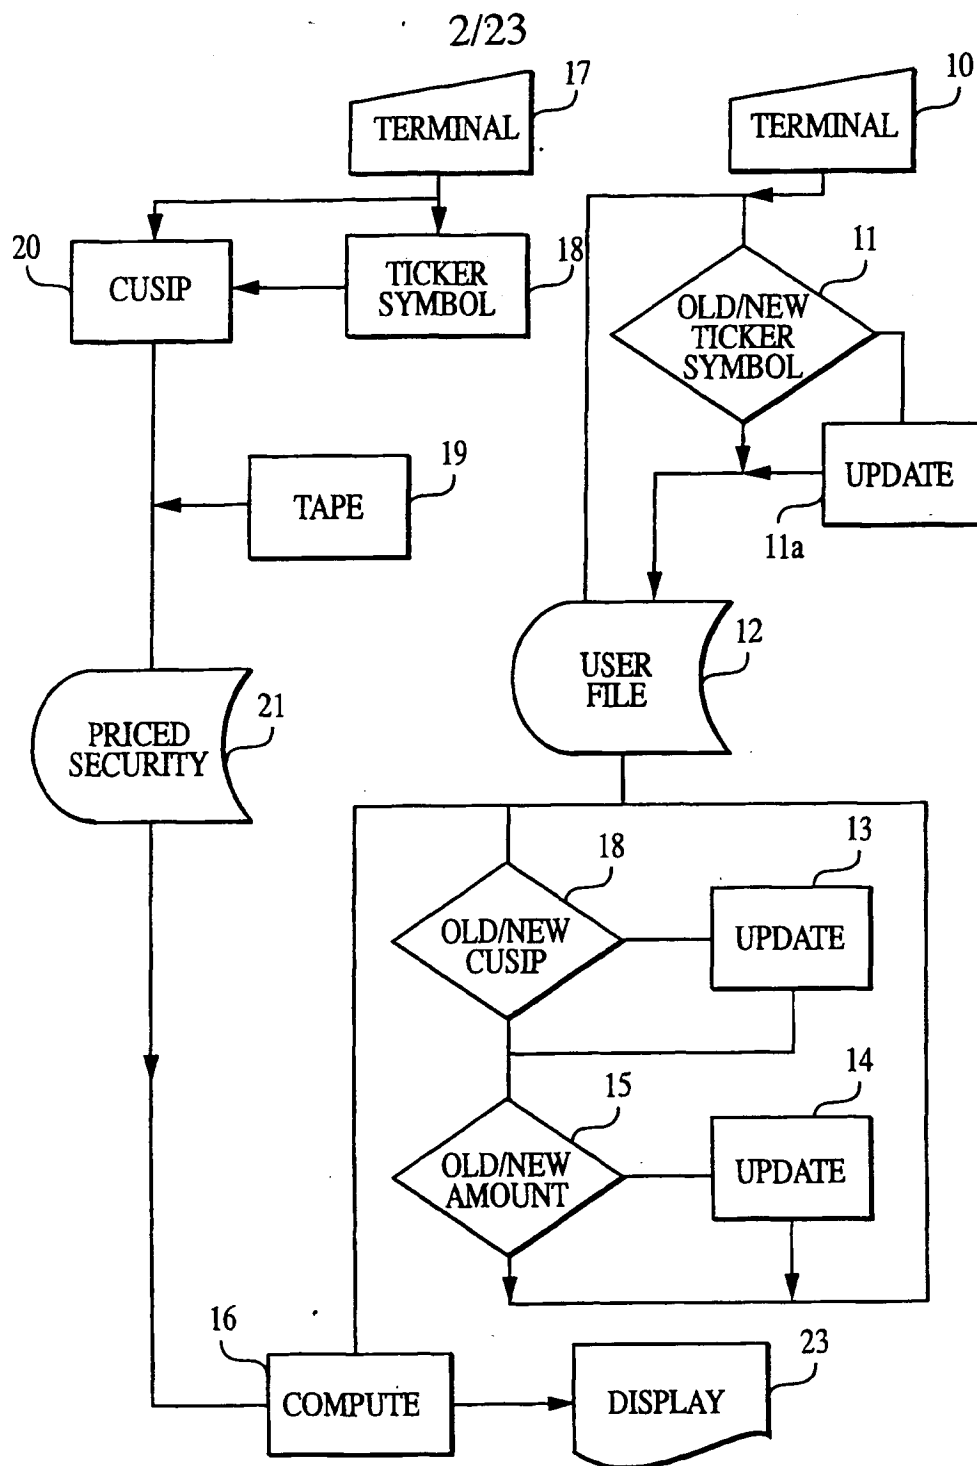 2/23
17
TERMINAL
10
TERMINAL
20
CUSIP
TICKER
SYMBOL
18
11
OLD/NEW
TICKER
SYMBOL
19
TAPE
UPDATE
11a
12
USER
FILE
21
PRICED
SECURITY
18
OLD/NEW
CUSIP
13
UPDATE
15
OLD/NEW
AMOUNT
14
UPDATE
16
COMPUTE
23
DISPLAY